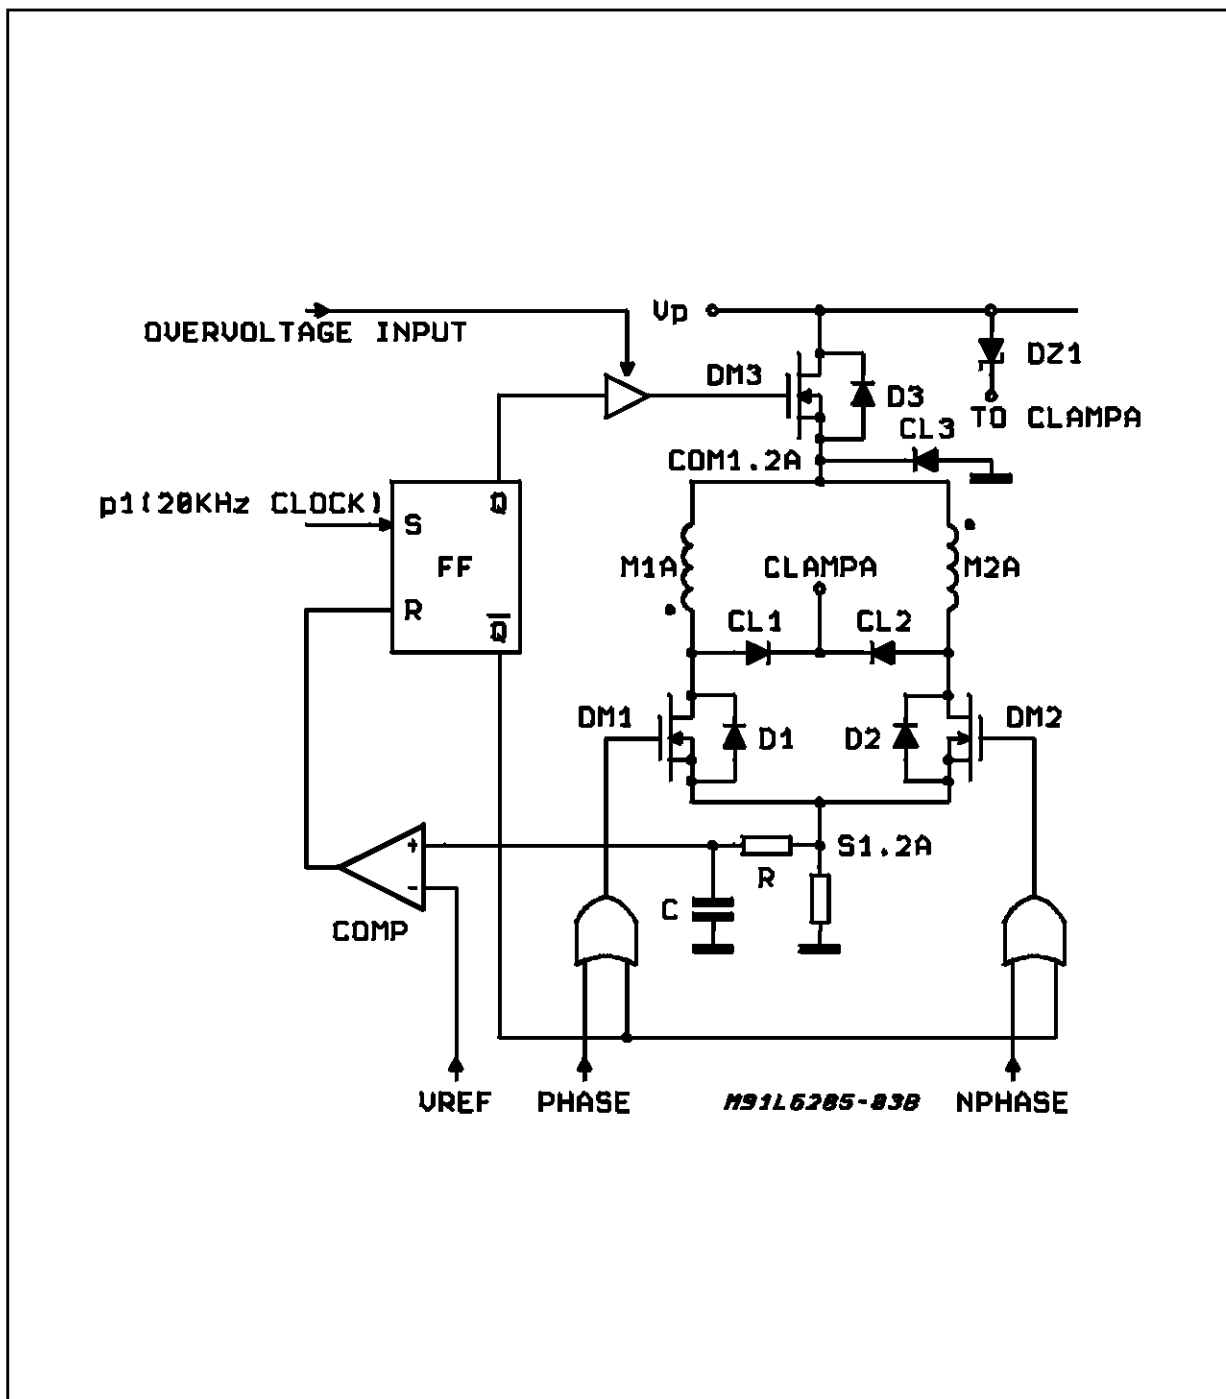 Vp
OVERVOLTAGE INPUT
DZ1
DM3
D3
TO CLAMPA
CL3
COM1.2A
p1(20KHz CLOCK)
Q
S
FF
M1A
CLAMPA
M2A
R
Q
CL1
CL2
DM1
D1
D2
DM2
+
S1.2A
-
R
C
COMP
VREF
PHASE
M91L6285-03B
NPHASE